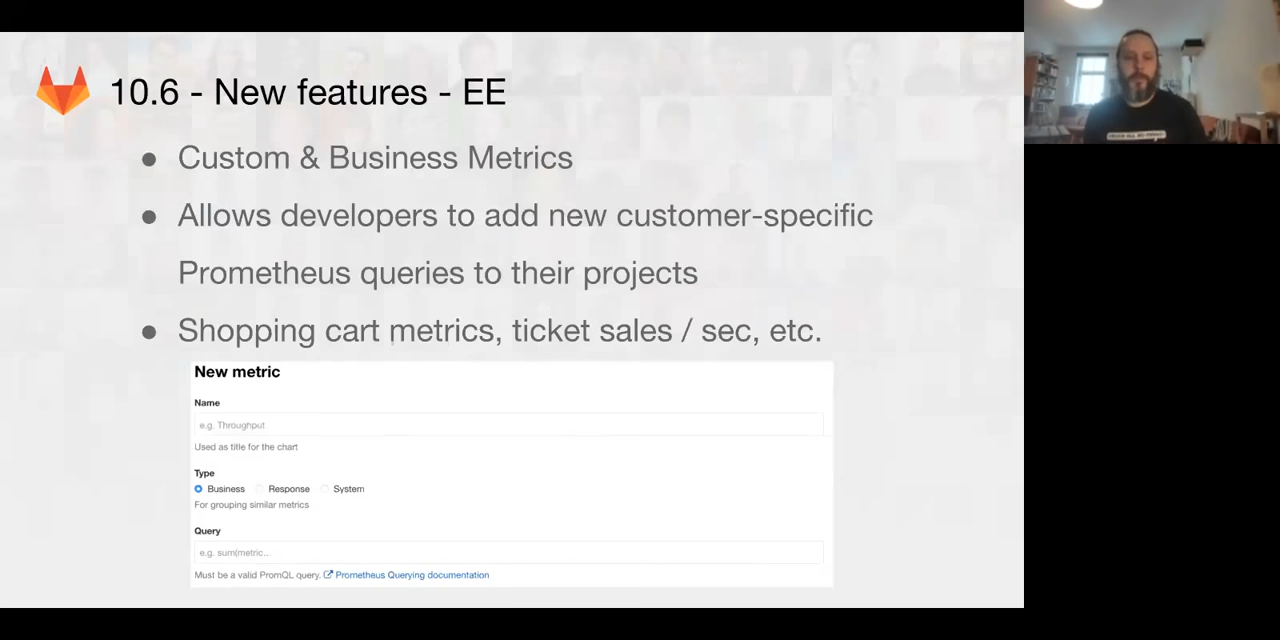 10.6 - New features - EE
● Custom & Business Metrics
● Allows developers to add new customer-specific
Prometheus queries to their projects
● Shopping cart metrics, ticket sales / sec, etc.
New metric
Name
e.g. Throughput
Used as title for the chart
Type
Business Response System
For grouping similar metrics
Query
e.g. sum(metric...
Must be a valid PromQL query. Prometheus Querying documentation